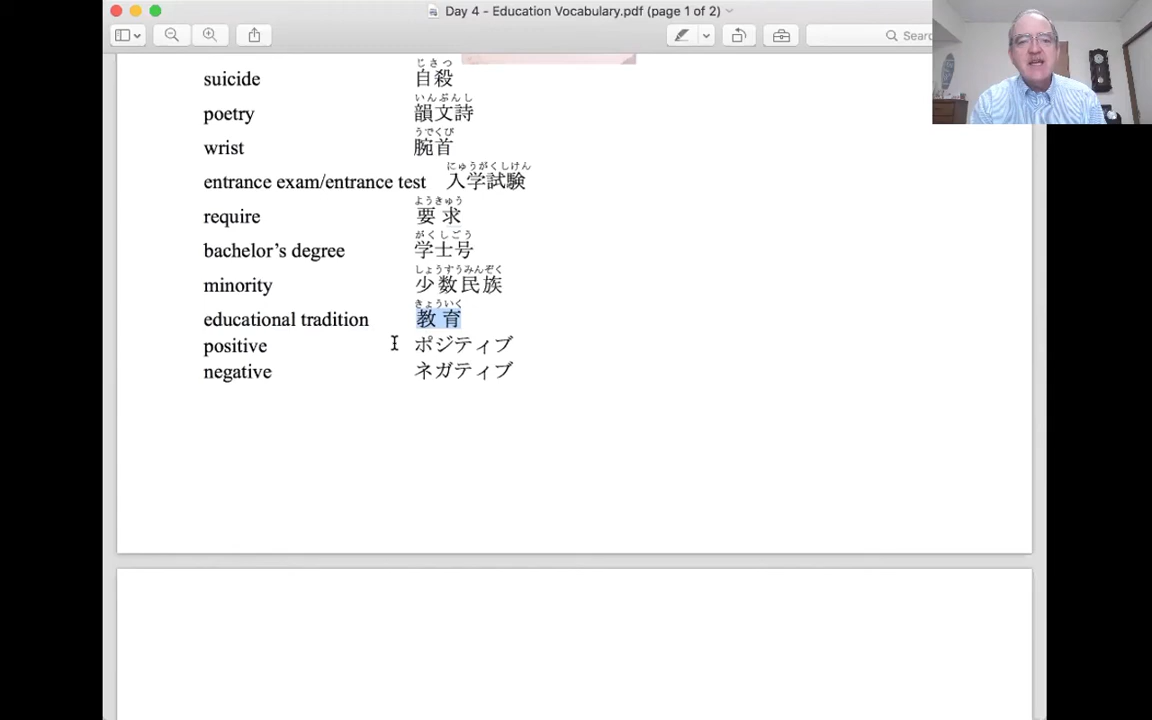 Day 4 - Education Vocabulary.pdf (page 1 of 2)
Searc
suicide 自殺 じさつ
poetry 韻文詩 いんぶんし
wrist 腕首 うでくび
entrance exam/entrance test 入学試験 にゅうがくしけん
require 要求 ようきゅう
bachelor’s degree 学士号 がくしごう
minority 少数民族 しょうすうみんぞく
educational tradition 教育 きょういく
positive ポジティブ
negative ネガティブ